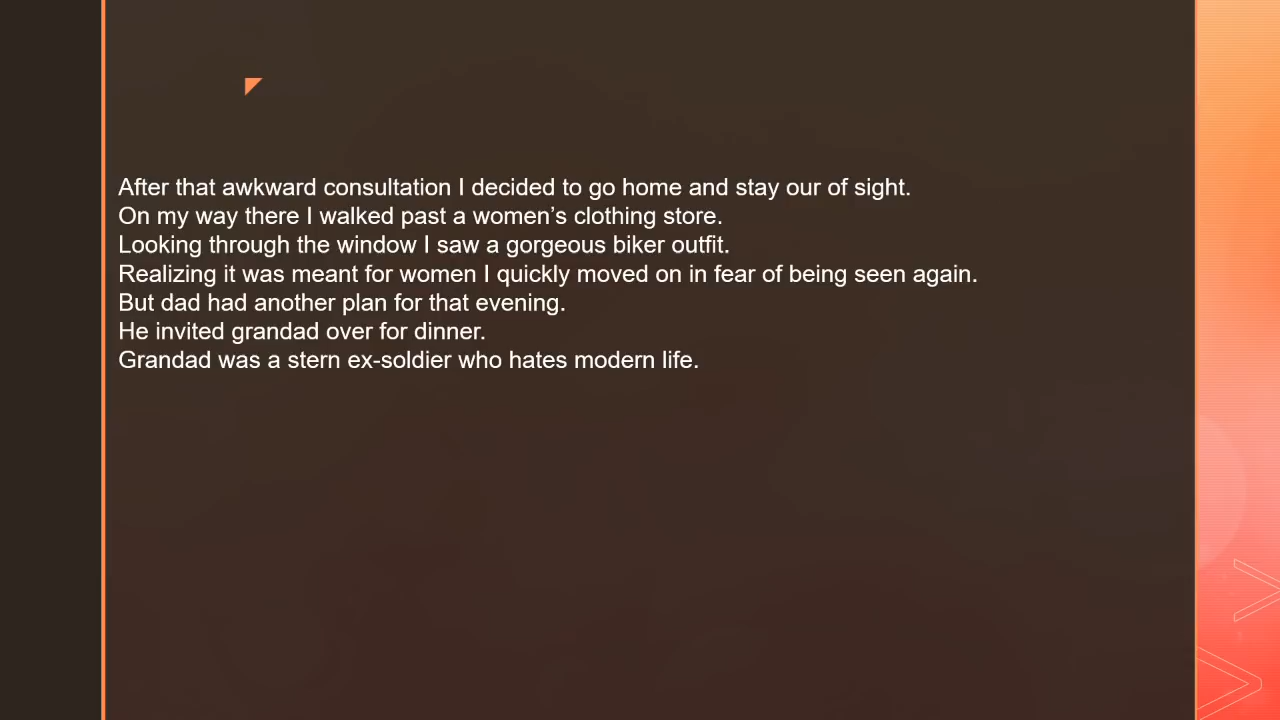 After that awkward consultation I decided to go home and stay our of sight.
On my way there I walked past a women’s clothing store.
Looking through the window I saw a gorgeous biker outfit.
Realizing it was meant for women I quickly moved on in fear of being seen again.
But dad had another plan for that evening.
He invited grandad over for dinner.
Grandad was a stern ex-soldier who hates modern life.